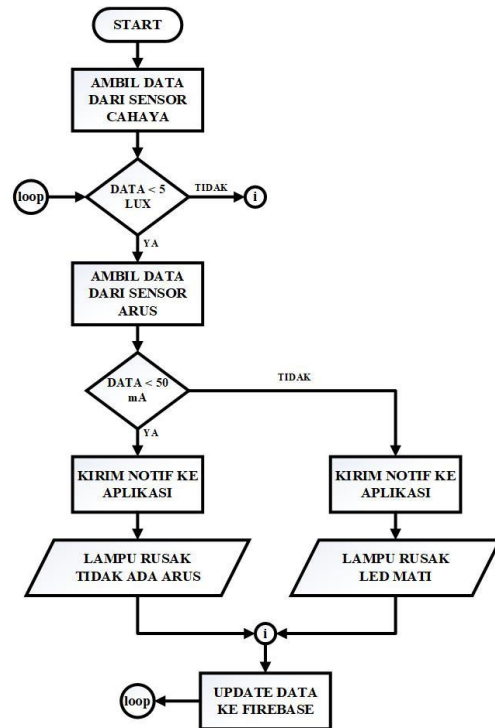 START
AMBIL DATA
DARI SENSOR
CAHAYA
loop
DATA < 5
LUX
TIDAK
i
YA
AMBIL DATA
DARI SENSOR
ARUS
DATA < 50
mA
TIDAK
YA
KIRIM NOTIF KE
APLIKASI
KIRIM NOTIF KE
APLIKASI
LAMPU RUSAK
TIDAK ADA ARUS
LAMPU RUSAK
LED MATI
i
loop
UPDATE DATA
KE FIREBASE